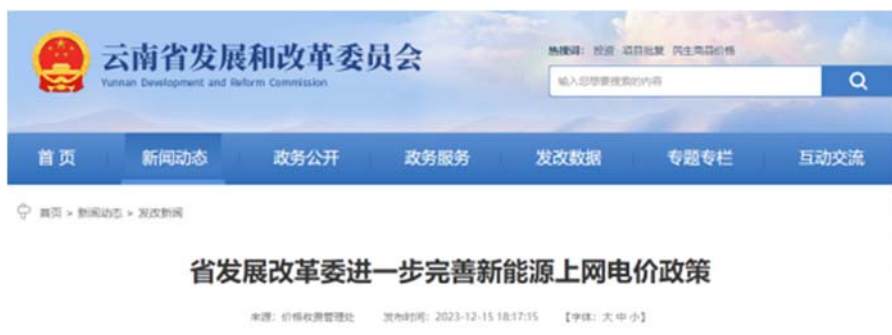 云南省发展和改革委员会
Yunnan Development and Reform Commission
热搜词： 投资 项目批复 民生商品价格
输入您想要搜索的内容
首页 新闻动态 政务公开 政务服务 发改数据 专题专栏 互动交流
首页 > 新闻动态 > 发改新闻
省发展改革委进一步完善新能源上网电价政策
来源：价格收费管理处 发布时间：2023-12-15 18:17:15 【字体：大 中 小】